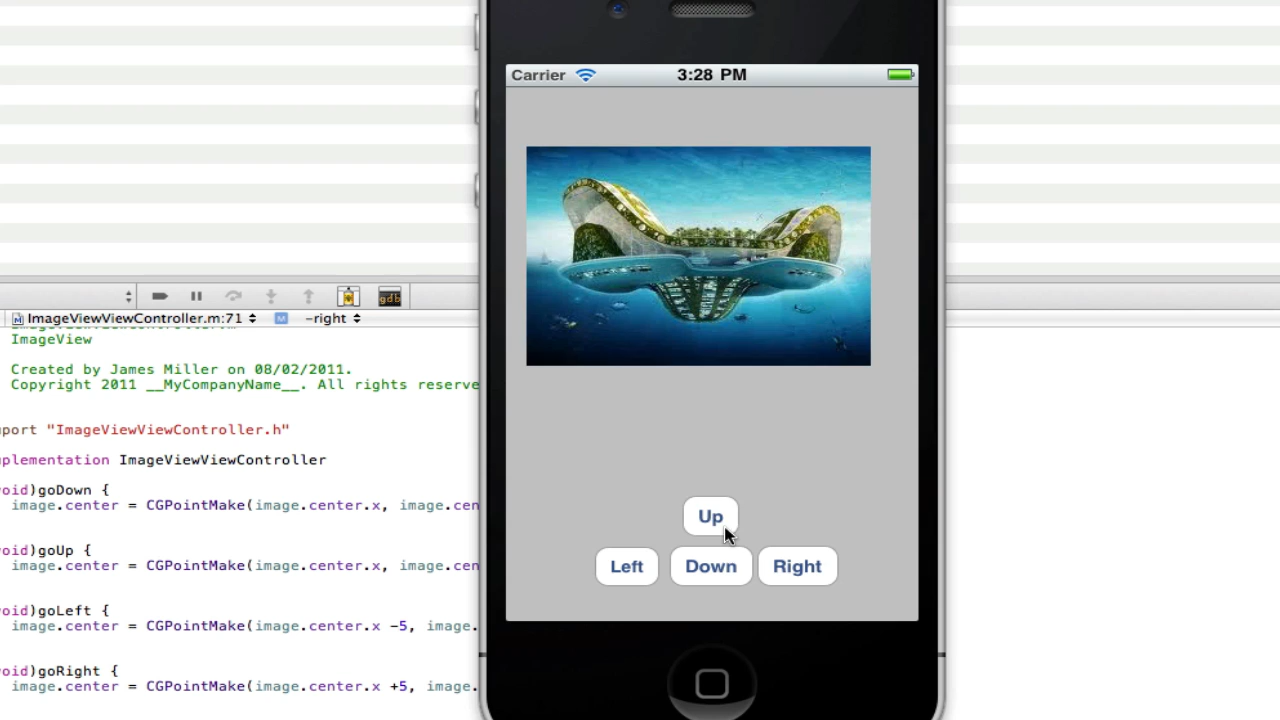 Carrier 3:28 PM
gdb
ImageViewViewController.m:71 M -right
ImageViewViewController.m
ImageView
Created by James Miller on 08/02/2011.
Copyright 2011 __MyCompanyName__. All rights reserve
port "ImageViewViewController.h"
plementation ImageViewViewController
oid)goDown {
image.center = CGPointMake(image.center.x, image.cen
oid)goUp {
image.center = CGPointMake(image.center.x, image.cen
oid)goLeft {
image.center = CGPointMake(image.center.x -5, image.
oid)goRight {
image.center = CGPointMake(image.center.x +5, image.
Up
Left Down Right